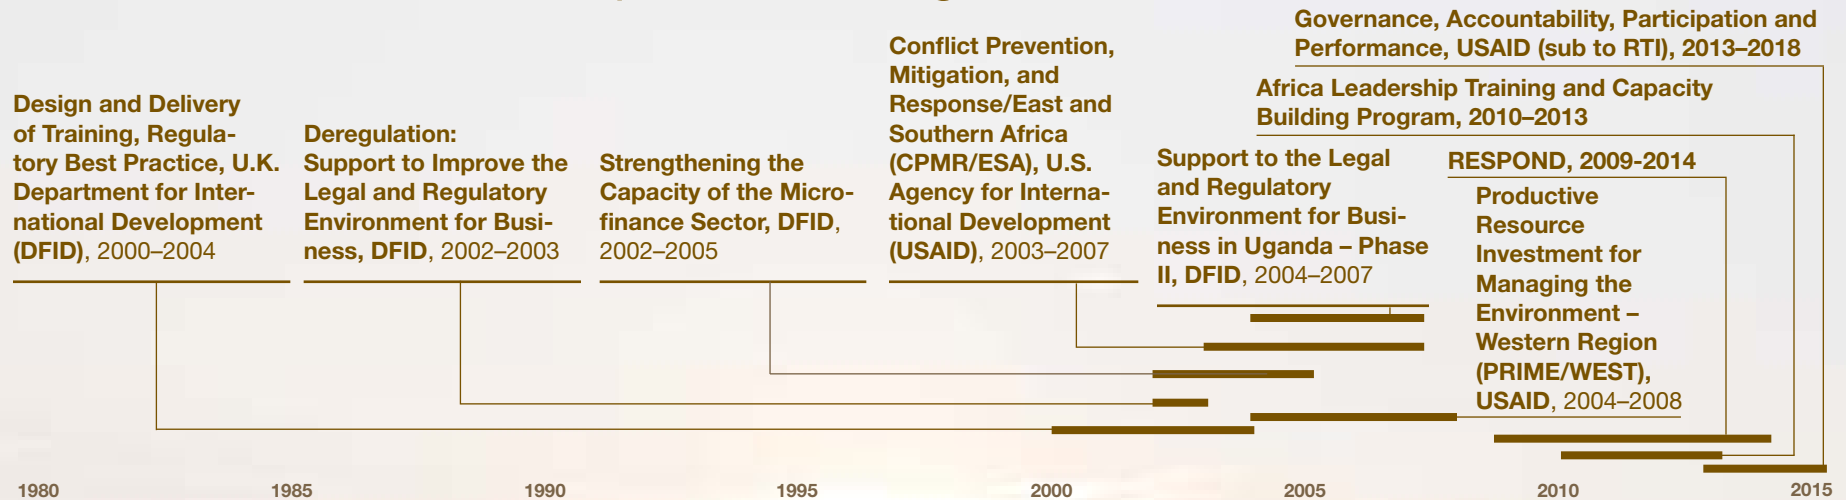 Design and Delivery
of Training, Regula-
tory Best Practice, U.K.
Department for Inter-
national Development
(DFID), 2000–2004
Deregulation:
Support to Improve the
Legal and Regulatory
Environment for Busi-
ness, DFID, 2002–2003
Strengthening the
Capacity of the Micro-
finance Sector, DFID,
2002–2005
Conflict Prevention,
Mitigation, and
Response/East and
Southern Africa
(CPMR/ESA), U.S.
Agency for Interna-
tional Development
(USAID), 2003–2007
Support to the Legal
and Regulatory
Environment for Busi-
ness in Uganda – Phase
II, DFID, 2004–2007
Governance, Accountability, Participation and
Performance, USAID (sub to RTI), 2013–2018
Africa Leadership Training and Capacity
Building Program, 2010–2013
RESPOND, 2009-2014
Productive
Resource
Investment for
Managing the
Environment –
Western Region
(PRIME/WEST),
USAID, 2004–2008
1980 1985 1990 1995 2000 2005 2010 2015